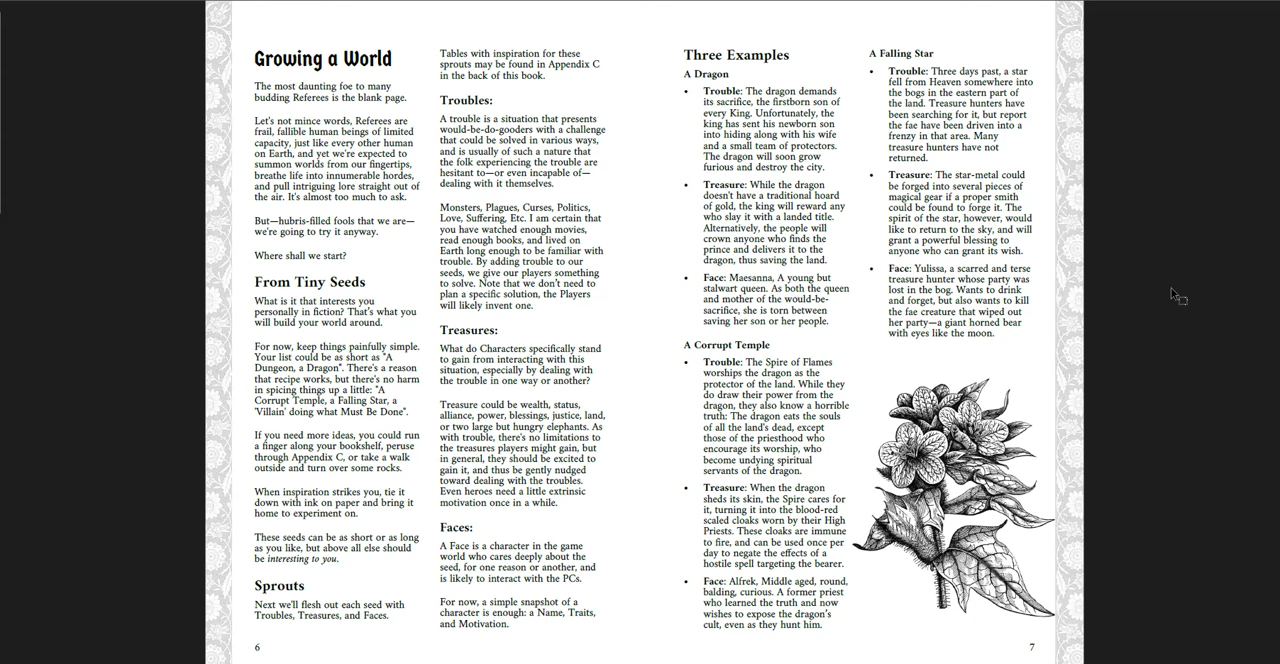 Growing a World
The most daunting foe to many
budding Referees is the blank page.
Let's not mince words, Referees are
frail, fallible human beings of limited
capacity, just like every other human
on Earth, and yet we're expected to
summon worlds from our fingertips,
breathe life into innumerable hordes,
and pull intriguing lore straight out of
the air. It's almost too much to ask.
But—hubris-filled fools that we are—
we're going to try it anyway.
Where shall we start?
From Tiny Seeds
What is it that interests you
personally in fiction? That's what you
will build your world around.
For now, keep things painfully simple.
Your list could be as short as "A
Dungeon, a Dragon". There's a reason
that recipe works, but there's no harm
in spicing things up a little: "A
Corrupt Temple, a Falling Star, a
'Villain' doing what Must Be Done".
If you need more ideas, you could run
a finger along your bookshelf, peruse
through Appendix C, or take a walk
outside and turn over some rocks.
When inspiration strikes you, tie it
down with ink on paper and bring it
home to experiment on.
These seeds can be as short or as long
as you like, but above all else should
be interesting to you.
Sprouts
Next we'll flesh out each seed with
Troubles, Treasures, and Faces.
6
Tables with inspiration for these
sprouts may be found in Appendix C
in the back of this book.
Troubles:
A trouble is a situation that presents
would-be-do-gooders with a challenge
that could be solved in various ways,
and is usually of such a nature that
the folk experiencing the trouble are
hesitant to—or even incapable of—
dealing with it themselves.
Monsters, Plagues, Curses, Politics,
Love, Suffering, Etc. I am certain that
you have watched enough movies,
read enough books, and lived on
Earth long enough to be familiar with
trouble. By adding trouble to our
seeds, we give our players something
to solve. Note that we don't need to
plan a specific solution, the Players
will likely invent one.
Treasures:
What do Characters specifically stand
to gain from interacting with this
situation, especially by dealing with
the trouble in one way or another?
Treasure could be wealth, status,
alliance, power, blessings, justice, land,
or two large but hungry elephants. As
with trouble, there's no limitations to
the treasures players might gain, but
in general, they should be excited to
gain it, and thus be gently nudged
toward dealing with the troubles.
Even heroes need a little extrinsic
motivation once in a while.
Faces:
A Face is a character in the game
world who cares deeply about the
seed, for one reason or another, and
is likely to interact with the PCs.
For now, a simple snapshot of a
character is enough: a Name, Traits,
and Motivation.
Three Examples
A Dragon
• Trouble: The dragon demands
its sacrifice, the firstborn son of
every King. Unfortunately, the
king has sent his newborn son
into hiding along with his wife
and a small team of protectors.
The dragon will soon grow
furious and destroy the city.
• Treasure: While the dragon
doesn't have a traditional hoard
of gold, the king will reward any
who slay it with a landed title.
Alternatively, the people will
crown anyone who finds the
prince and delivers it to the
dragon, thus saving the land.
• Face: Maesanna, A young but
stalwart queen. As both the queen
and mother of the would-be-
sacrifice, she is torn between
saving her son or her people.
A Corrupt Temple
• Trouble: The Spire of Flames
worships the dragon as the
protector of the land. While they
do draw their power from the
dragon, they also know a horrible
truth: The dragon eats the souls
of all the land's dead, except
those of the priesthood who
encourage its worship, who
become undying spiritual
servants of the dragon.
• Treasure: When the dragon
sheds its skin, the Spire cares for
it, turning it into the blood-red
scaled cloaks worn by their High
Priests. These cloaks are immune
to fire, and can be used once per
day to negate the effects of a
hostile spell targeting the bearer.
• Face: Alfrek, Middle aged, round,
balding, curious. A former priest
who learned the truth and now
wishes to expose the dragon's
cult, even as they hunt him.
A Falling Star
• Trouble: Three days past, a star
fell from Heaven somewhere into
the bogs in the eastern part of
the land. Treasure hunters have
been searching for it, but report
the fae have been driven into a
frenzy in that area. Many
treasure hunters have not
returned.
• Treasure: The star-metal could
be forged into several pieces of
magical gear if a proper smith
could be found to forge it. The
spirit of the star, however, would
like to return to the sky, and will
grant a powerful blessing to
anyone who can grant its wish.
• Face: Yulissa, a scarred and terse
treasure hunter whose party was
lost in the bog. Wants to drink
and forget, but also wants to kill
the fae creature that wiped out
her party—a giant horned bear
with eyes like the moon.
7